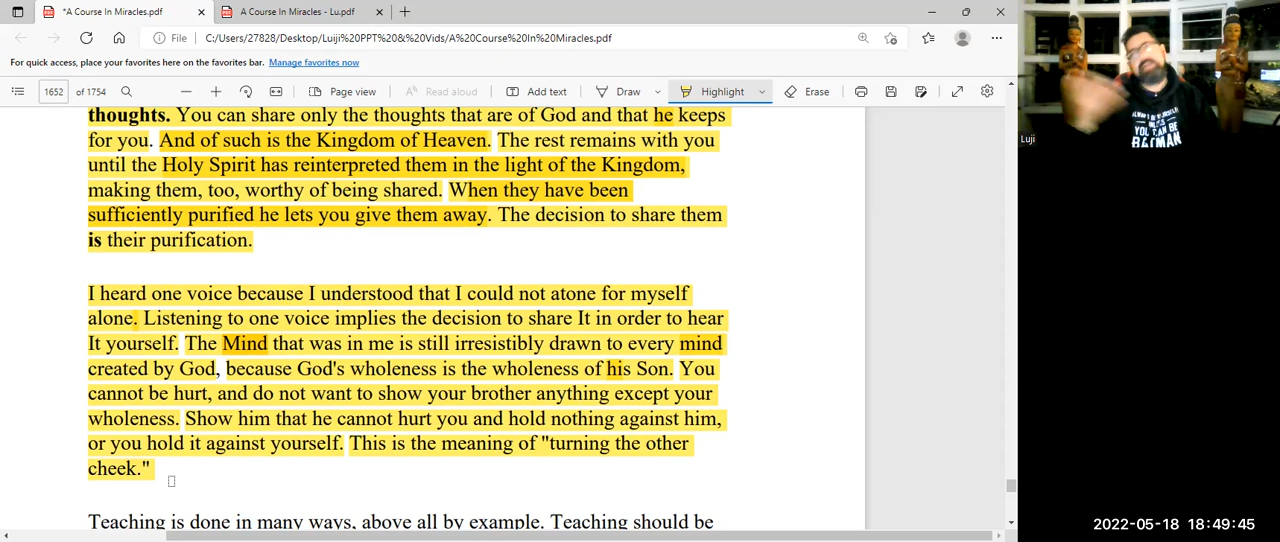 *A Course In Miracles.pdf
A Course In Miracles - Lu.pdf
File
C:/Users/27828/Desktop/Luiji%20PPT%20&%20Vids/A%20Course%20In%20Miracles.pdf
For quick access, place your favorites here on the favorites bar. Manage favorites now
1652 of 1754
Page view
Read aloud
Add text
Draw
Highlight
Erase
thoughts. You can share only the thoughts that are of God and that he keeps
for you. And of such is the Kingdom of Heaven. The rest remains with you
until the Holy Spirit has reinterpreted them in the light of the Kingdom,
making them, too, worthy of being shared. When they have been
sufficiently purified he lets you give them away. The decision to share them
is their purification.
I heard one voice because I understood that I could not atone for myself
alone. Listening to one voice implies the decision to share It in order to hear
It yourself. The Mind that was in me is still irresistibly drawn to every mind
created by God, because God's wholeness is the wholeness of his Son. You
cannot be hurt, and do not want to show your brother anything except your
wholeness. Show him that he cannot hurt you and hold nothing against him,
or you hold it against yourself. This is the meaning of "turning the other
cheek."
Teaching is done in many ways, above all by example. Teaching should be
YOU CAN BE
BATMAN
Luji
2022-05-18 18:49:45